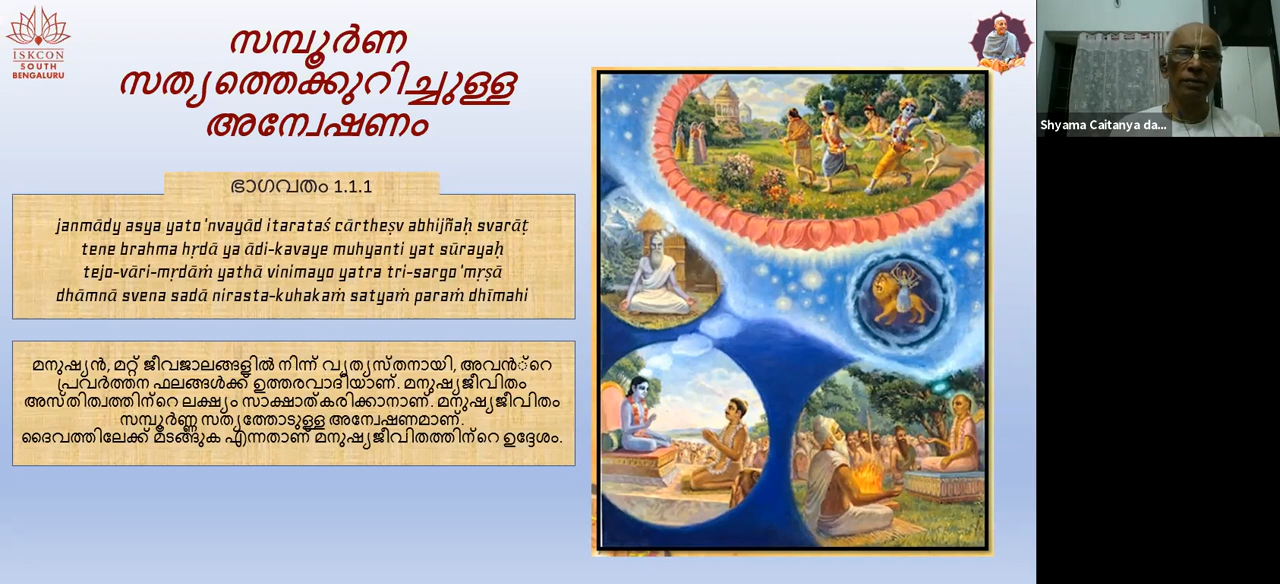 ISKCON
SOUTH
BENGALURU
സമ്പൂർണ
സത്യത്തെക്കുറിച്ചുള്ള
അന്വേഷണം
ഭാഗവതം 1.1.1
janmādy asya yato 'nvayād itarataś cārtheṣv abhijñaḥ svarāṭ
tene brahma hṛdā ya ādi-kavaye muhyanti yat sūrayaḥ
tejo-vāri-mṛdāṁ yathā vinimayo yatra tri-sargo 'mṛṣā
dhāmnā svena sadā nirasta-kuhakaṁ satyaṁ paraṁ dhīmahi
മനുഷ്യൻ, മറ്റ് ജീവജാലങ്ങളിൽ നിന്ന് വ്യത്യസ്തനായി, അവൻ്റെ
പ്രവർത്തന ഫലങ്ങൾക്ക് ഉത്തരവാദിയാണ്. മനുഷ്യജീവിതം
അസ്തിത്വത്തിന്റെ ലക്ഷ്യം സാക്ഷാത്കരിക്കാനാണ്. മനുഷ്യജീവിതം
സമ്പൂർണ്ണ സത്യത്തോടുള്ള അന്വേഷണമാണ്.
ദൈവത്തിലേക്ക് മടങ്ങുക എന്നതാണ് മനുഷ്യജീവിതത്തിന്റെ ഉദ്ദേശം.
Shyama Caitanya da...